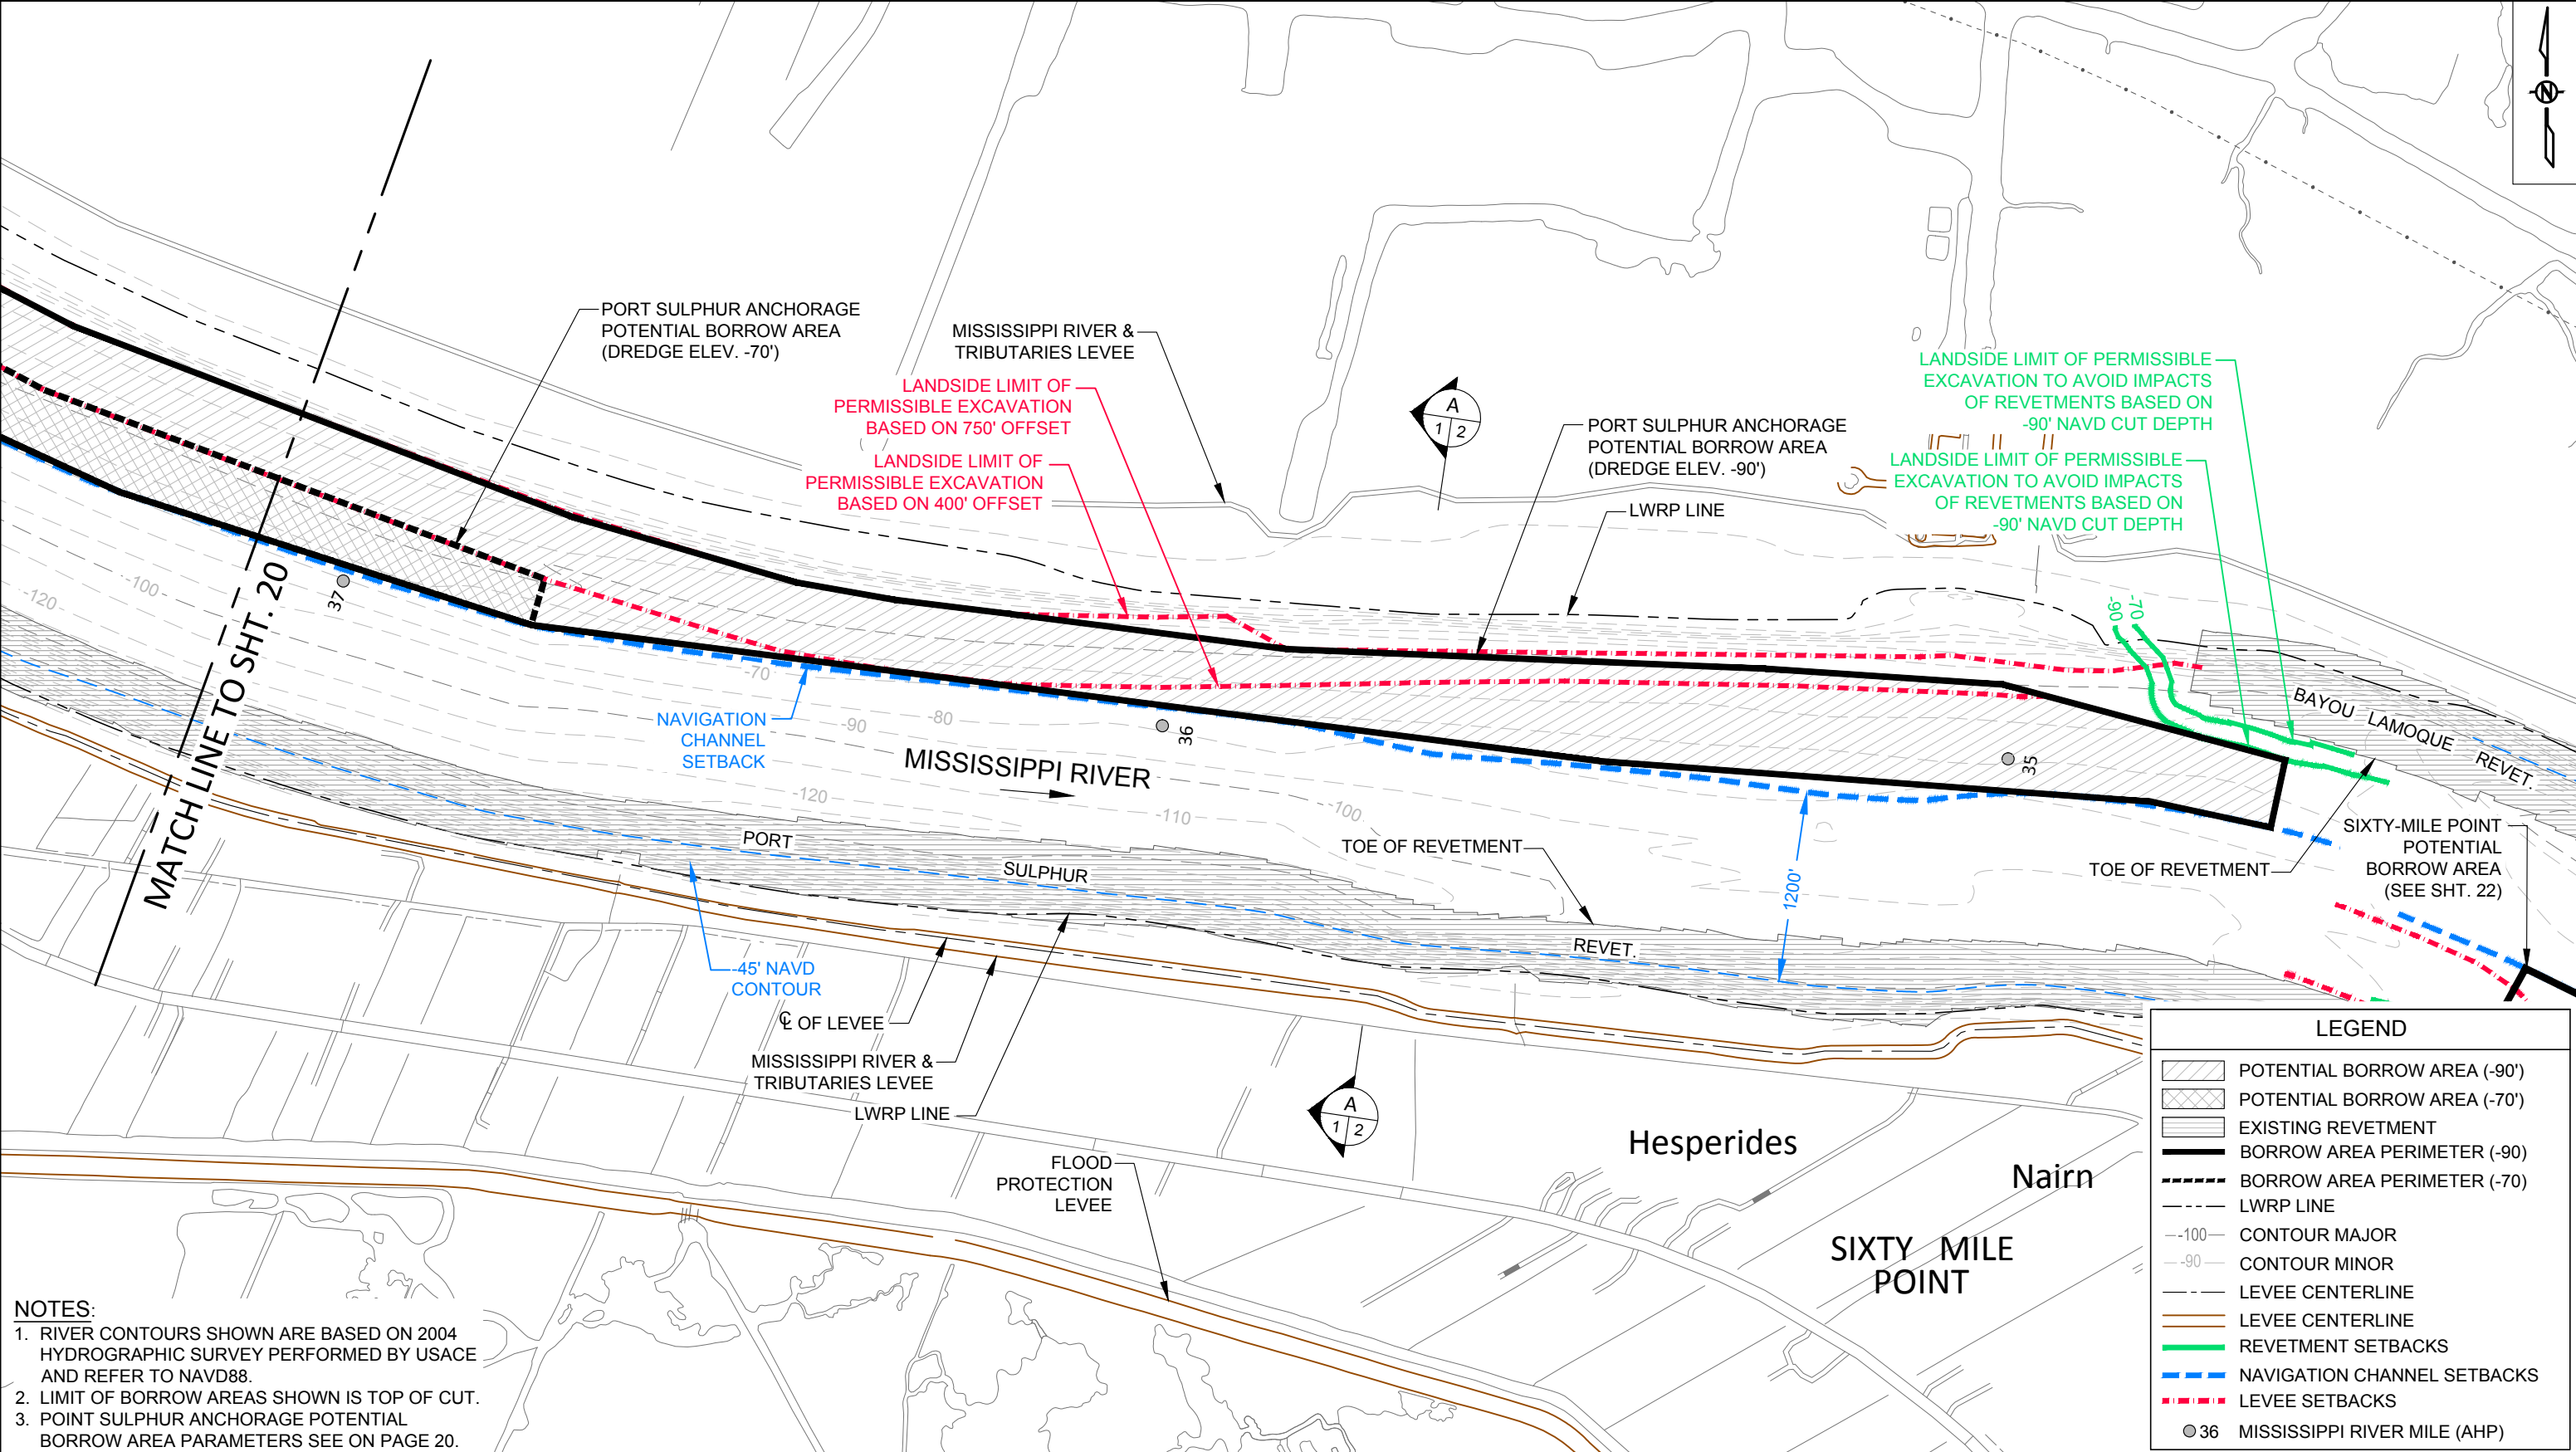 N
PORT SULPHUR ANCHORAGE
POTENTIAL BORROW AREA
(DREDGE ELEV. -70')
MISSISSIPPI RIVER &
TRIBUTARIES LEVEE
LANDSIDE LIMIT OF
PERMISSIBLE EXCAVATION
BASED ON 750' OFFSET
LANDSIDE LIMIT OF
PERMISSIBLE EXCAVATION
BASED ON 400' OFFSET
A
1 2
PORT SULPHUR ANCHORAGE
POTENTIAL BORROW AREA
(DREDGE ELEV. -90')
LWRP LINE
LANDSIDE LIMIT OF PERMISSIBLE
EXCAVATION TO AVOID IMPACTS
OF REVETMENTS BASED ON
-90' NAVD CUT DEPTH
LANDSIDE LIMIT OF PERMISSIBLE
EXCAVATION TO AVOID IMPACTS
OF REVETMENTS BASED ON
-90' NAVD CUT DEPTH
-90
-70
MATCH LINE TO SHT. 20
-120
-100
37
-70
-90
-80
36
35
NAVIGATION
CHANNEL
SETBACK
MISSISSIPPI RIVER
-120
-110
-100
BAYOU LAMOQUE REVET.
PORT SULPHUR REVET.
TOE OF REVETMENT
1200'
TOE OF REVETMENT
SIXTY-MILE POINT
POTENTIAL
BORROW AREA
(SEE SHT. 22)
-45' NAVD
CONTOUR
℄ OF LEVEE
MISSISSIPPI RIVER &
TRIBUTARIES LEVEE
LWRP LINE
A
1 2
FLOOD
PROTECTION
LEVEE
Hesperides
Nairn
SIXTY MILE
POINT
NOTES:
1. RIVER CONTOURS SHOWN ARE BASED ON 2004
HYDROGRAPHIC SURVEY PERFORMED BY USACE
AND REFER TO NAVD88.
2. LIMIT OF BORROW AREAS SHOWN IS TOP OF CUT.
3. POINT SULPHUR ANCHORAGE POTENTIAL
BORROW AREA PARAMETERS SEE ON PAGE 20.
LEGEND
POTENTIAL BORROW AREA (-90')
POTENTIAL BORROW AREA (-70')
EXISTING REVETMENT
BORROW AREA PERIMETER (-90)
BORROW AREA PERIMETER (-70)
LWRP LINE
-100 CONTOUR MAJOR
-90 CONTOUR MINOR
LEVEE CENTERLINE
LEVEE CENTERLINE
REVETMENT SETBACKS
NAVIGATION CHANNEL SETBACKS
LEVEE SETBACKS
36 MISSISSIPPI RIVER MILE (AHP)